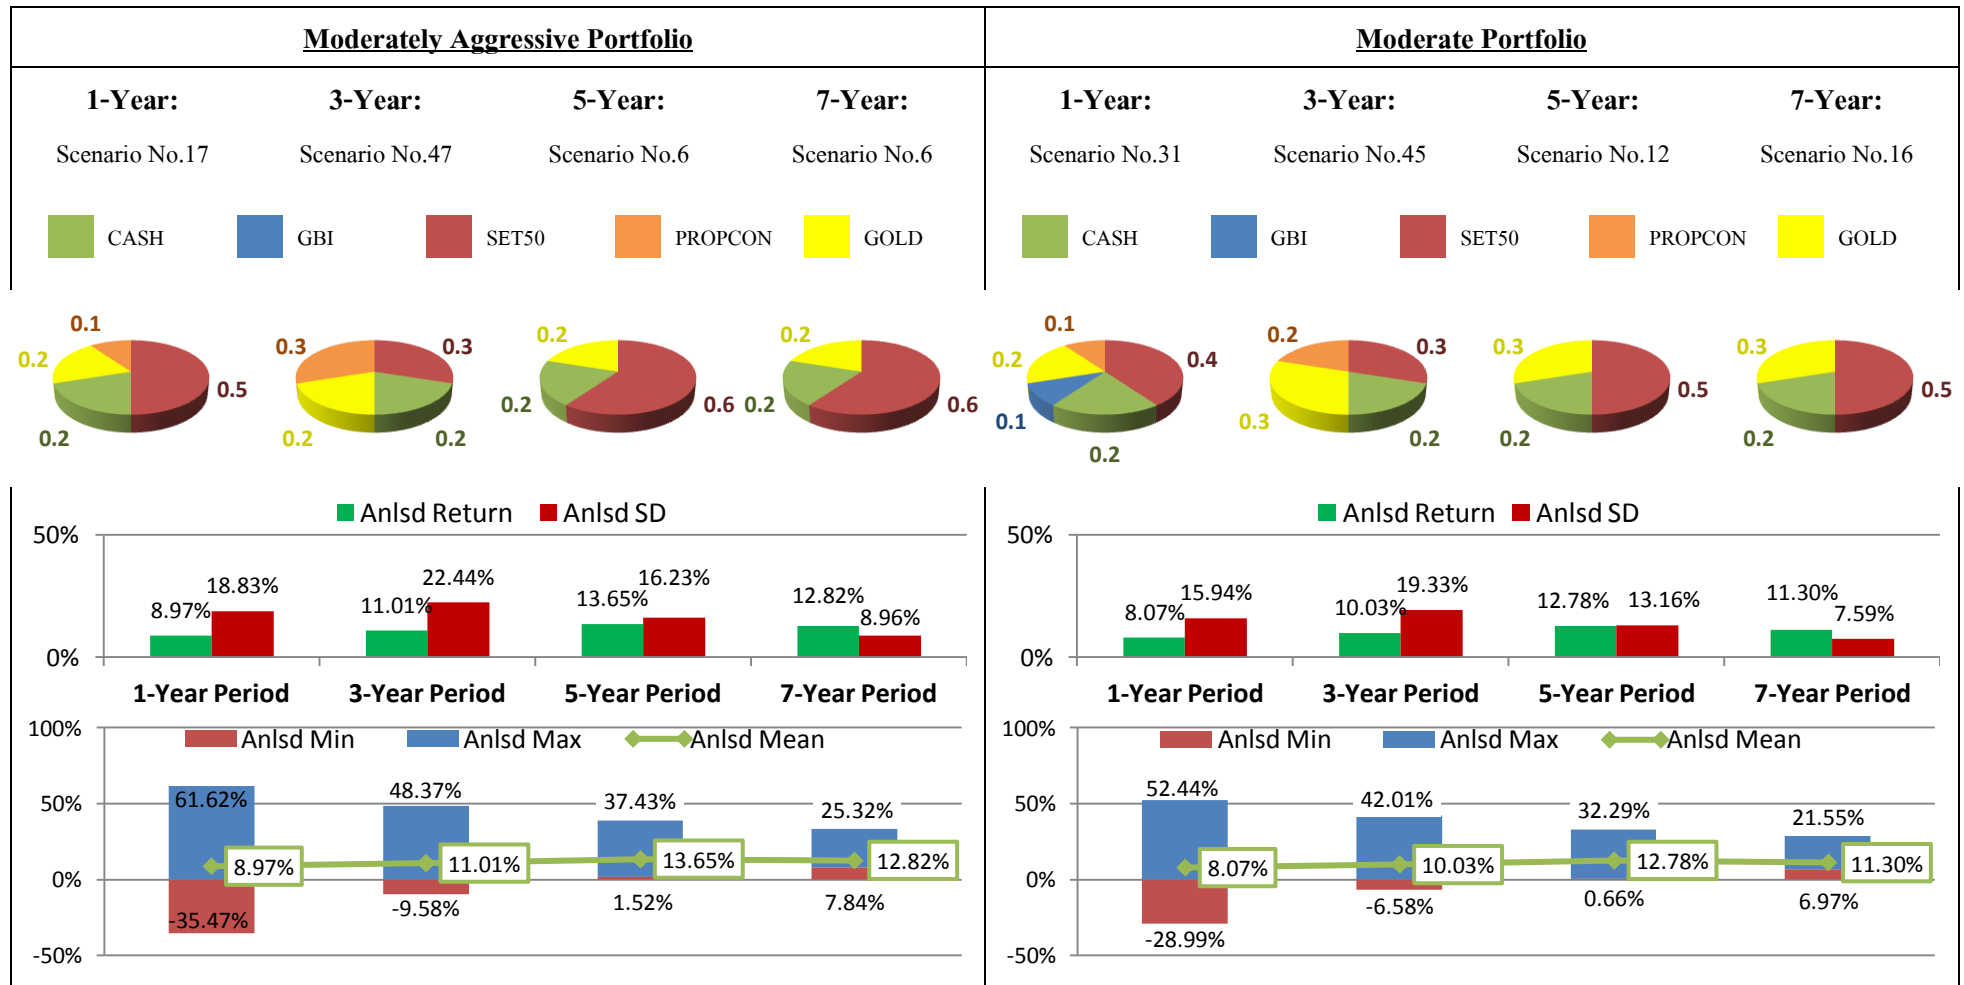 Moderately Aggressive Portfolio
1-Year: 3-Year: 5-Year: 7-Year:
Scenario No.17 Scenario No.47 Scenario No.6 Scenario No.6
CASH GBI SET50 PROPCON GOLD
0.1 0.2 0.5 0.2
0.3 0.3 0.2 0.2
0.2 0.2 0.6
0.2 0.2 0.6
Anlsd Return Anlsd SD
50%
18.83% 22.44% 16.23% 12.82%
8.97% 11.01% 13.65% 8.96%
0%
1-Year Period 3-Year Period 5-Year Period 7-Year Period
100%
Anlsd Min Anlsd Max Anlsd Mean
61.62% 48.37% 37.43% 25.32%
50%
8.97% 11.01% 13.65% 12.82%
0%
-35.47% -9.58% 1.52% 7.84%
-50%
Moderate Portfolio
1-Year: 3-Year: 5-Year: 7-Year:
Scenario No.31 Scenario No.45 Scenario No.12 Scenario No.16
CASH GBI SET50 PROPCON GOLD
0.1 0.2 0.4 0.1 0.2
0.2 0.3 0.3 0.2
0.3 0.5 0.2
0.3 0.5 0.2
Anlsd Return Anlsd SD
50%
15.94% 19.33% 12.78% 13.16% 11.30%
8.07% 10.03% 7.59%
0%
1-Year Period 3-Year Period 5-Year Period 7-Year Period
100%
Anlsd Min Anlsd Max Anlsd Mean
52.44% 42.01% 32.29% 21.55%
50%
8.07% 10.03% 12.78% 11.30%
0%
-28.99% -6.58% 0.66% 6.97%
-50%